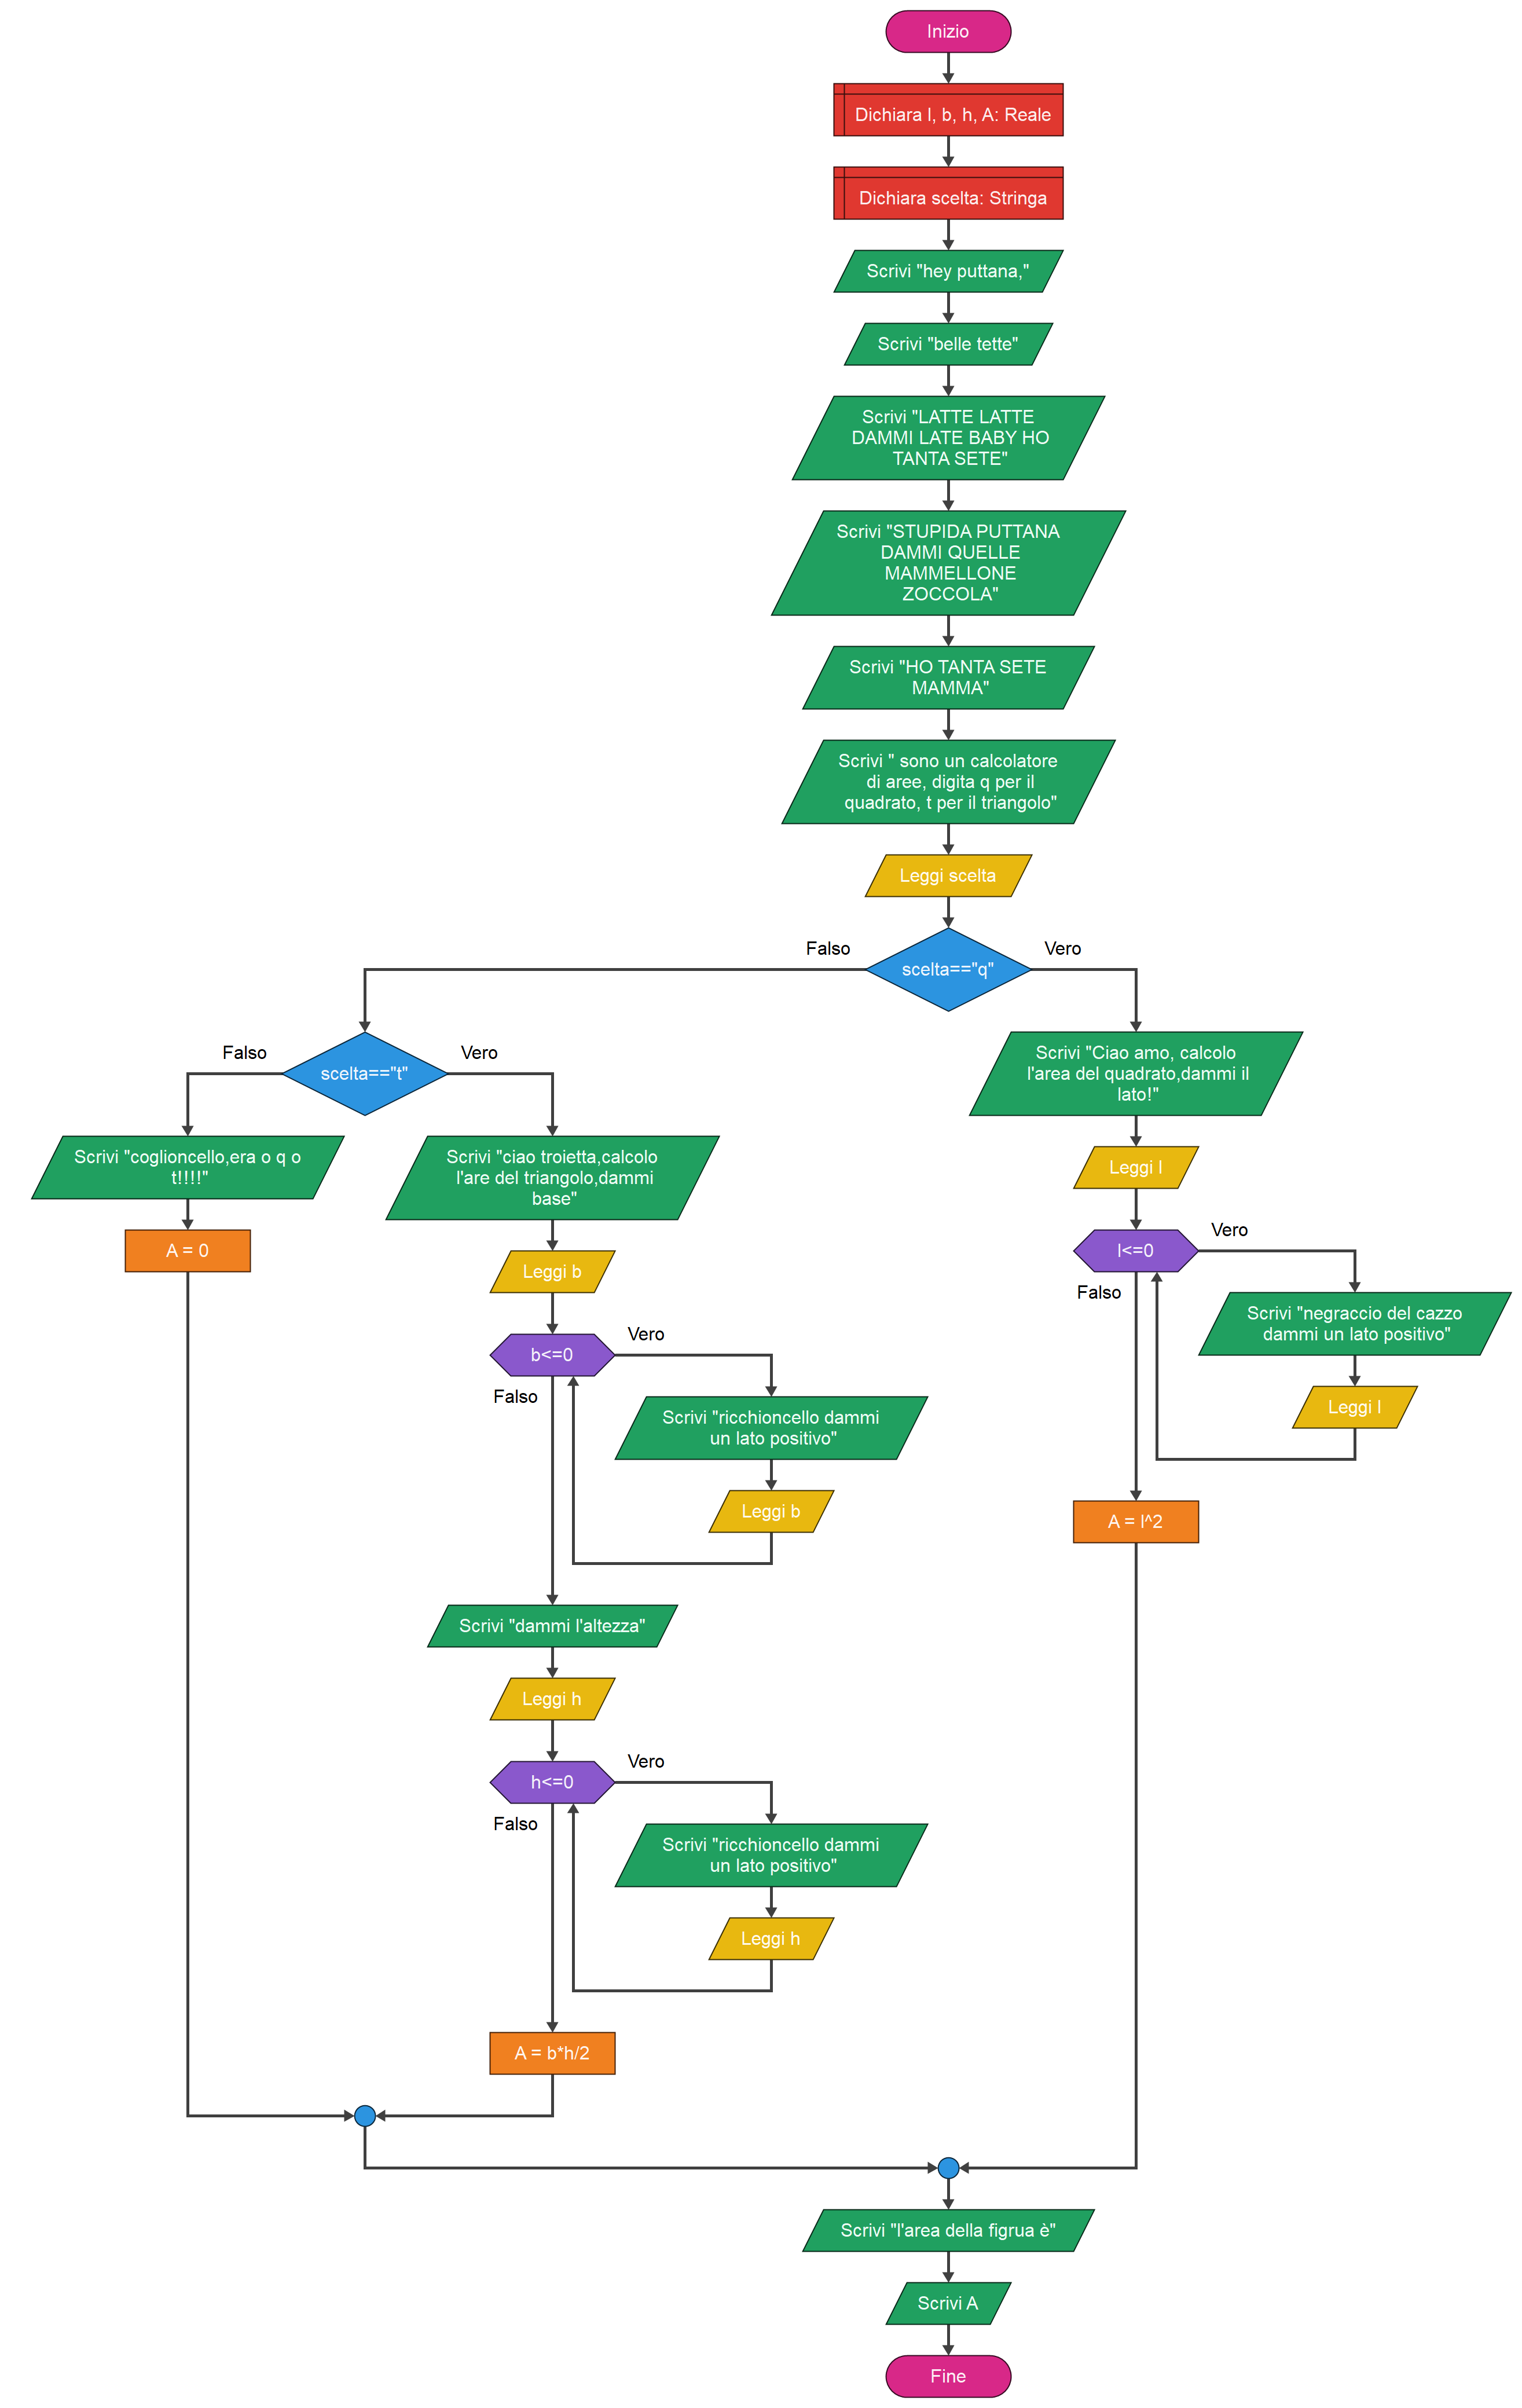 Inizio
Dichiara l, b, h, A: Reale
Dichiara scelta: Stringa
Scrivi "hey puttana,"
Scrivi "belle tette"
Scrivi "LATTE LATTE
DAMMI LATE BABY HO
TANTA SETE"
Scrivi "STUPIDA PUTTANA
DAMMI QUELLE
MAMMELLONE
ZOCCOLA"
Scrivi "HO TANTA SETE
MAMMA"
Scrivi " sono un calcolatore
di aree, digita q per il
quadrato, t per il triangolo"
Leggi scelta
scelta=="q"
Falso
Vero
scelta=="t"
Falso
Vero
Scrivi "coglioncello,era o q o
t!!!!"
A = 0
Scrivi "ciao troietta,calcolo
l'are del triangolo,dammi
base"
Leggi b
b<=0
Vero
Falso
Scrivi "ricchioncello dammi
un lato positivo"
Leggi b
Scrivi "dammi l'altezza"
Leggi h
h<=0
Vero
Falso
Scrivi "ricchioncello dammi
un lato positivo"
Leggi h
A = b*h/2
Scrivi "Ciao amo, calcolo
l'area del quadrato,dammi il
lato!"
Leggi l
l<=0
Vero
Falso
Scrivi "negraccio del cazzo
dammi un lato positivo"
Leggi l
A = l^2
Scrivi "l'area della figrua è"
Scrivi A
Fine